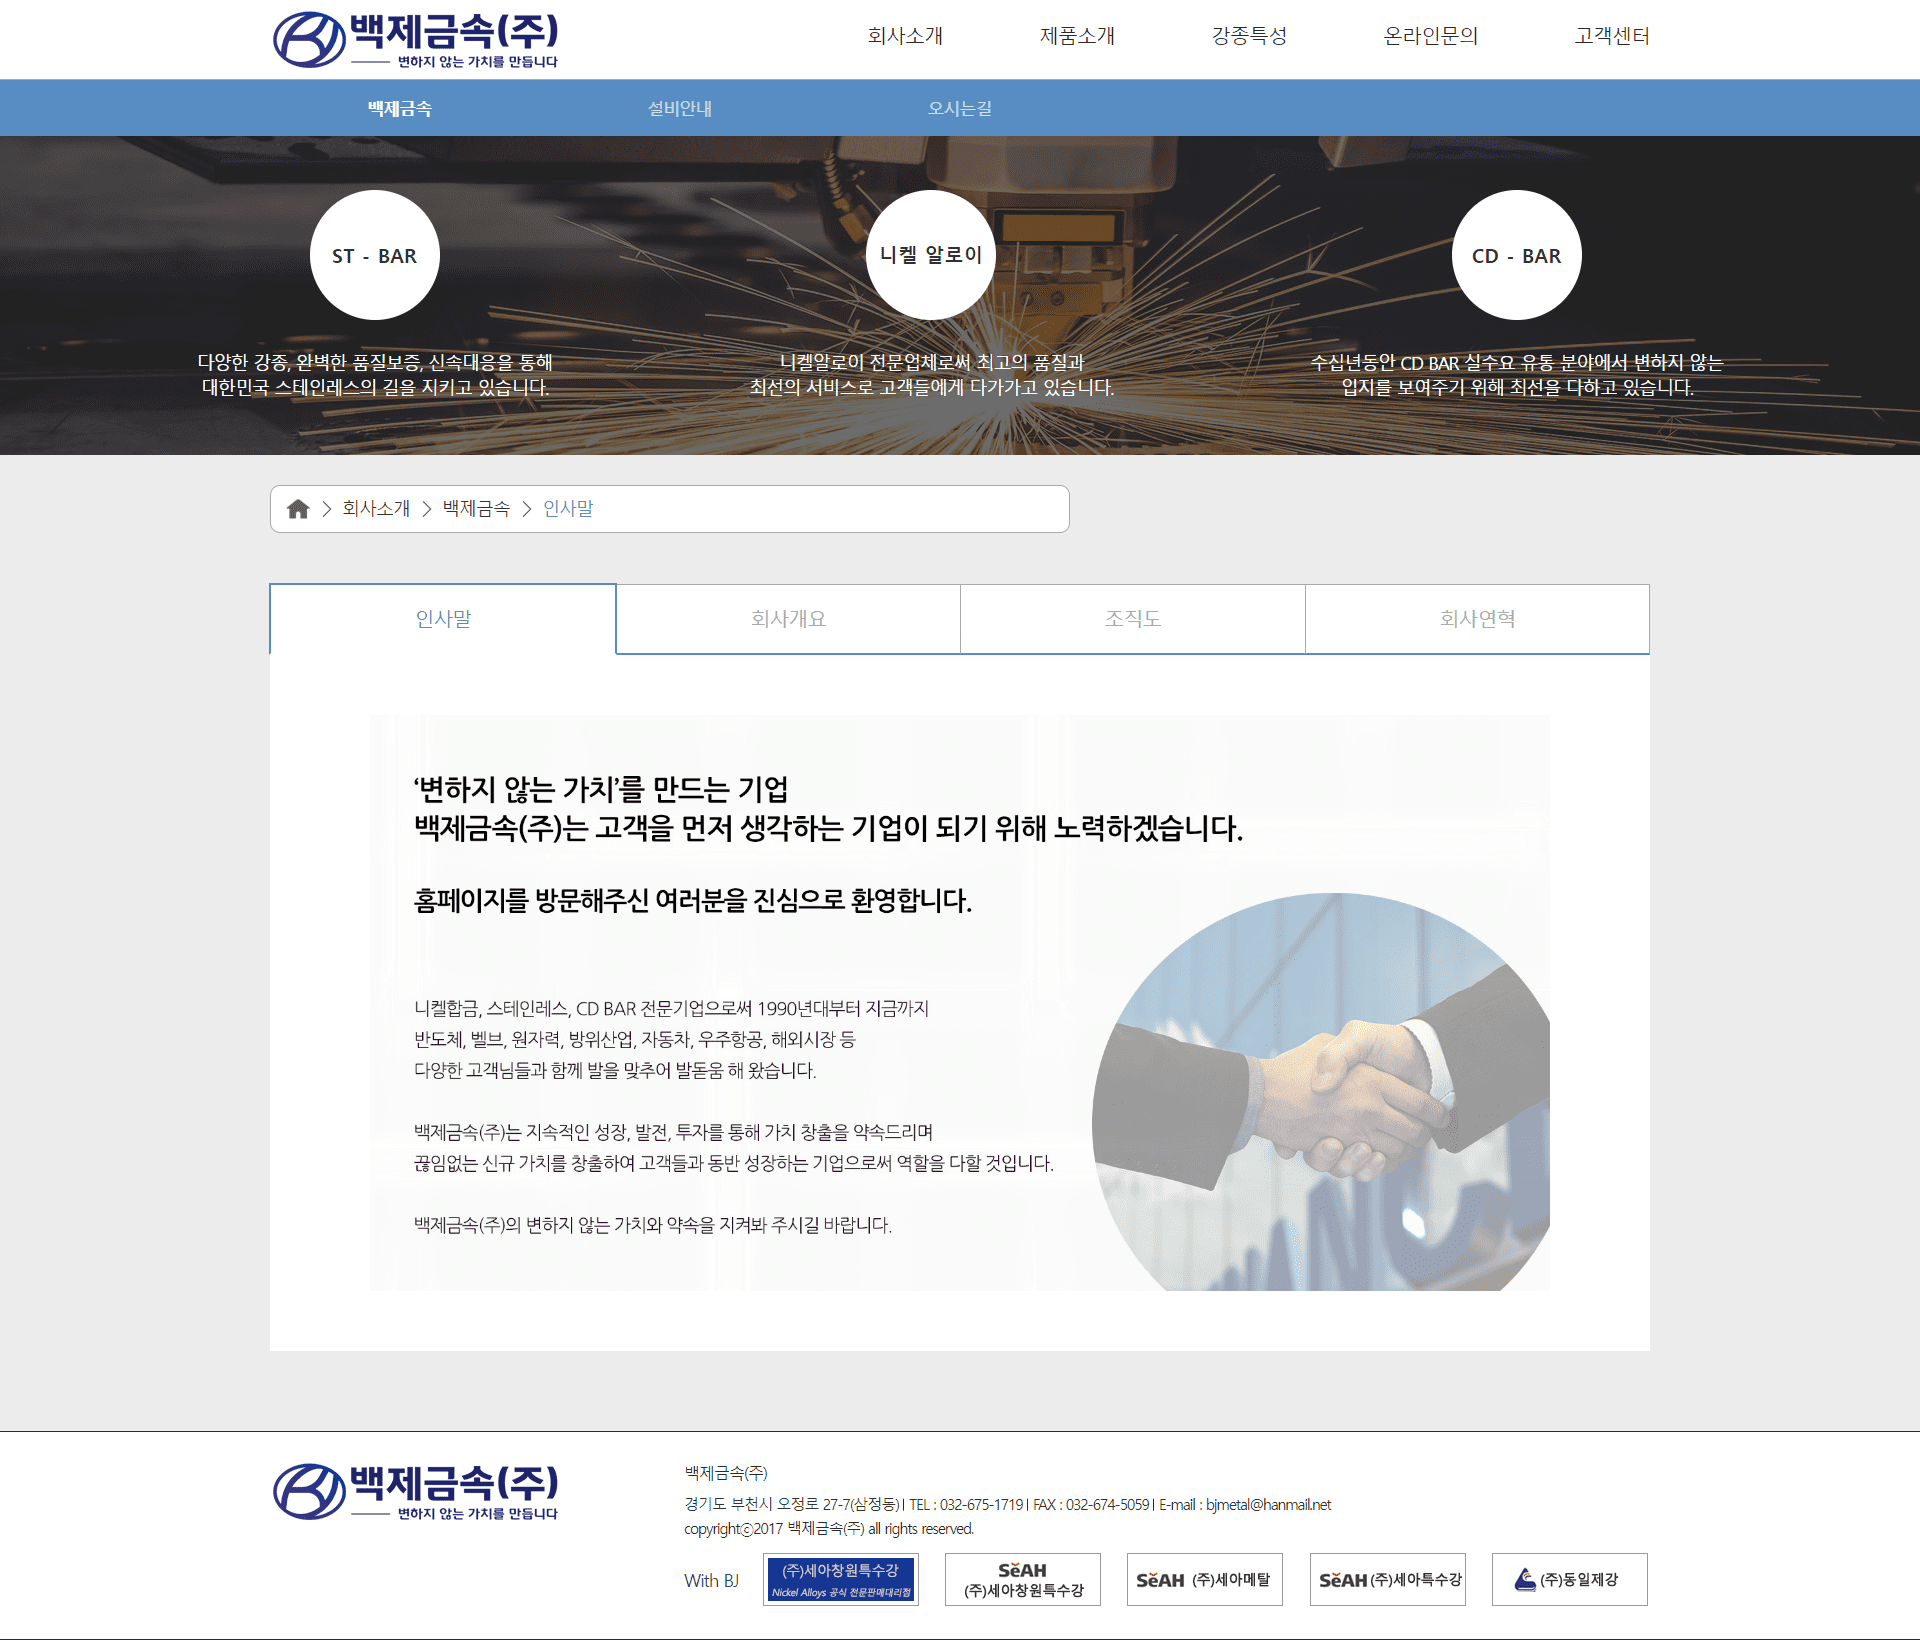 백제금속(주)
변하지 않는 가치를 만듭니다
회사소개 제품소개 강종특성 온라인문의 고객센터
백제금속 설비안내 오시는길
ST - BAR
다양한 강종, 완벽한 품질보증, 신속대응을 통해
대한민국 스테인레스의 길을 지키고 있습니다.
니켈 알로이
니켈알로이 전문업체로써 최고의 품질과
최선의 서비스로 고객들에게 다가가고 있습니다.
CD - BAR
수십년동안 CD BAR 실수요 유통 분야에서 변하지 않는
입지를 보여주기 위해 최선을 다하고 있습니다.
회사소개 > 백제금속 > 인사말
인사말 회사개요 조직도 회사연혁
‘변하지 않는 가치’를 만드는 기업
백제금속(주)는 고객을 먼저 생각하는 기업이 되기 위해 노력하겠습니다.
홈페이지를 방문해주신 여러분을 진심으로 환영합니다.
니켈합금, 스테인레스, CD BAR 전문기업으로써 1990년대부터 지금까지
반도체, 벨브, 원자력, 방위산업, 자동차, 우주항공, 해외시장 등
다양한 고객님들과 함께 발을 맞추어 발돋움 해 왔습니다.
백제금속(주)는 지속적인 성장, 발전, 투자를 통해 가치 창출을 약속드리며
끊임없는 신규 가치를 창출하여 고객들과 동반 성장하는 기업으로써 역할을 다할 것입니다.
백제금속(주)의 변하지 않는 가치와 약속을 지켜봐 주시길 바랍니다.
백제금속(주)
변하지 않는 가치를 만듭니다
백제금속(주)
경기도 부천시 오정로 27-7(삼정동) | TEL : 032-675-1719 | FAX : 032-674-5059 | E-mail : bjmetal@hanmail.net
copyrightⓒ2017 백제금속(주) all rights reserved.
With BJ
(주)세아창원특수강
Nickel Alloys 공식 전문판매대리점
SeAH
(주)세아창원특수강
SeAH (주)세아메탈
SeAH (주)세아특수강
(주)동일제강